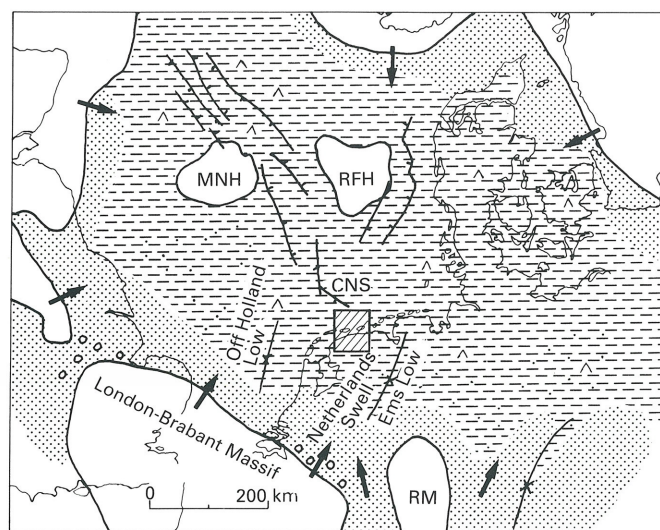 MNH
RFH
CNS
Off Holland
Low
Netherlands
Swell
Ems Low
London-Brabant Massif
RM
0
200 km